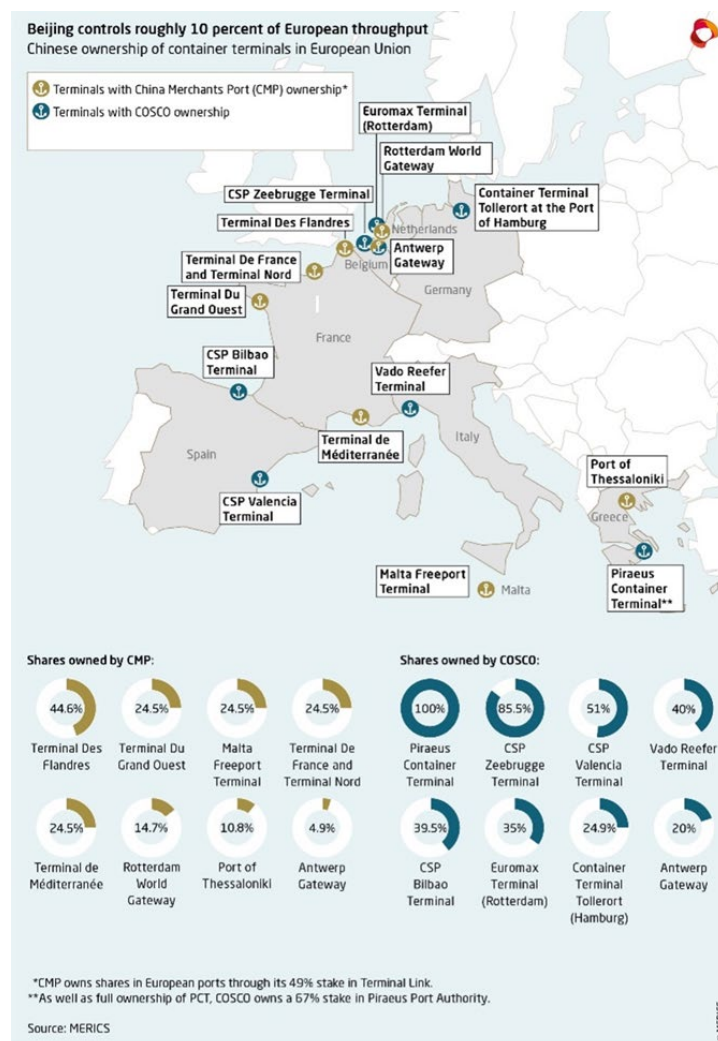 Beijing controls roughly 10 percent of European throughput
Chinese ownership of container terminals in European Union
Terminals with China Merchants Port (CMP) ownership*
Terminals with COSCO ownership
Euromax Terminal
(Rotterdam)
Rotterdam World
Gateway
CSP Zeebrugge Terminal
Container Terminal
Tollerort at the Port
of Hamburg
Terminal Des Flandres
Netherlands
Antwerp
Gateway
Belgium
Terminal De France
and Terminal Nord
Germany
Terminal Du
Grand Ouest
France
CSP Bilbao
Terminal
Vado Reefer
Terminal
Terminal de
Méditerranée
Italy
Spain
CSP Valencia
Terminal
Port of
Thessaloniki
Greece
Malta Freeport
Terminal
Malta
Piraeus
Container
Terminal**
Shares owned by CMP:
44.6%
Terminal Des
Flandres
24.5%
Terminal Du
Grand Ouest
24.5%
Malta
Freeport
Terminal
24.5%
Terminal De
France and
Terminal Nord
24.5%
Terminal de
Méditerranée
14.7%
Rotterdam
World
Gateway
10.8%
Port of
Thessaloniki
4.9%
Antwerp
Gateway
Shares owned by COSCO:
100%
Piraeus
Container
Terminal
85.5%
CSP
Zeebrugge
Terminal
51%
CSP
Valencia
Terminal
40%
Vado Reefer
Terminal
39.5%
CSP
Bilbao
Terminal
35%
Euromax
Terminal
(Rotterdam)
24.9%
Container
Terminal
Tollerort
(Hamburg)
20%
Antwerp
Gateway
*CMP owns shares in European ports through its 49% stake in Terminal Link.
**As well as full ownership of PCT, COSCO owns a 67% stake in Piraeus Port Authority.
Source: MERICS